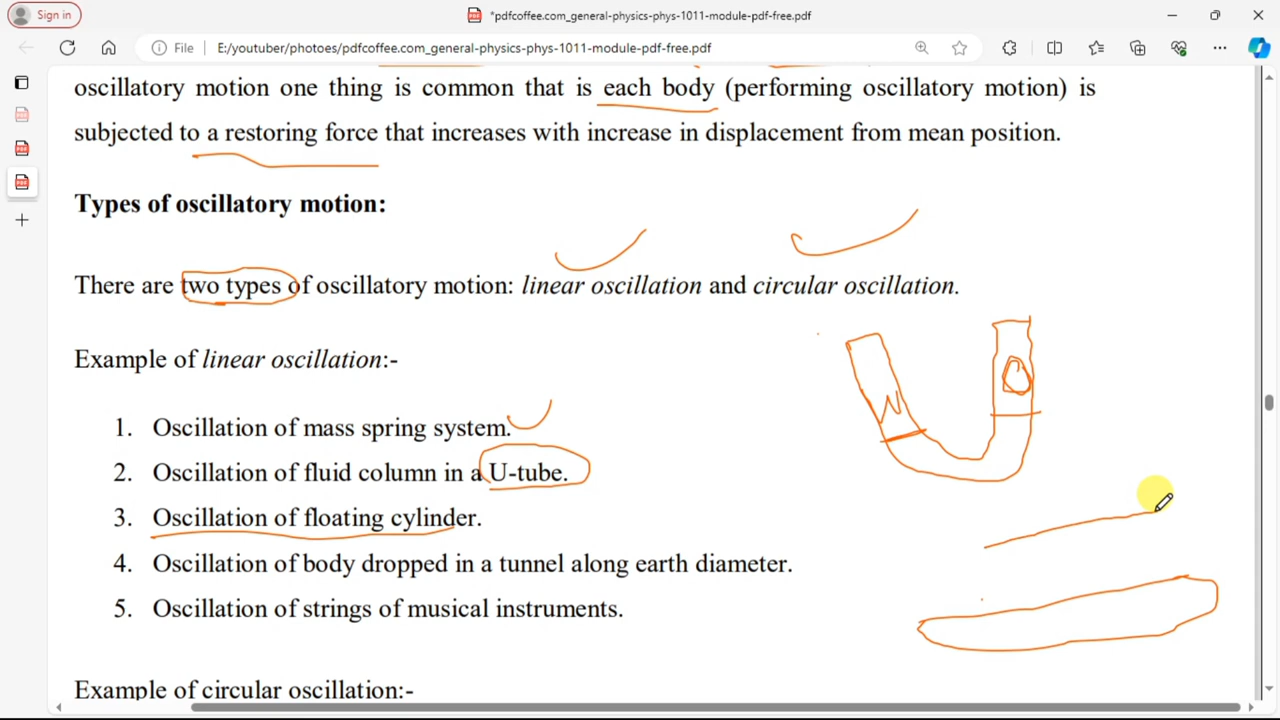 Sign in
*pdfcoffee.com_general-physics-phys-1011-module-pdf-free.pdf
File
E:/youtuber/photoes/pdfcoffee.com_general-physics-phys-1011-module-pdf-free.pdf
oscillatory motion one thing is common that is each body (performing oscillatory motion) is
subjected to a restoring force that increases with increase in displacement from mean position.
Types of oscillatory motion:
There are two types of oscillatory motion: linear oscillation and circular oscillation.
Example of linear oscillation:-
1. Oscillation of mass spring system.
2. Oscillation of fluid column in a U-tube.
3. Oscillation of floating cylinder.
4. Oscillation of body dropped in a tunnel along earth diameter.
5. Oscillation of strings of musical instruments.
Example of circular oscillation:-